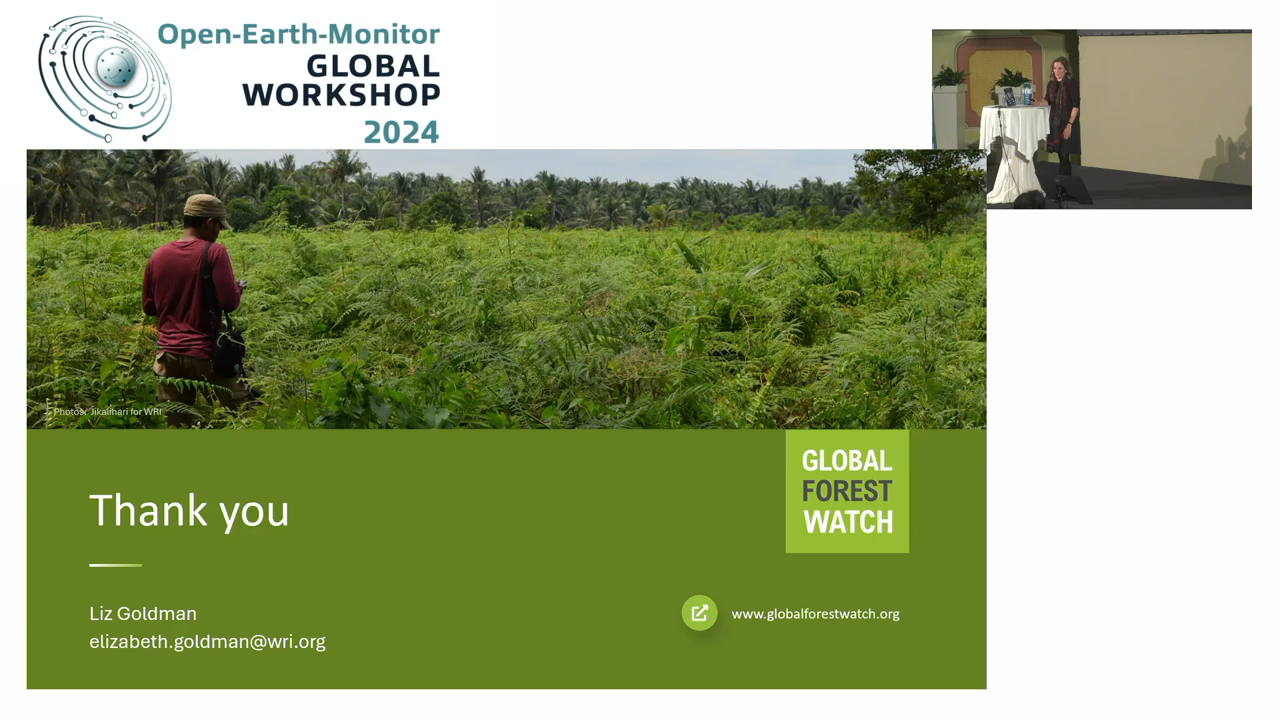 Open-Earth-Monitor
GLOBAL
WORKSHOP
2024
Photos: Jikalihari for WRI
Thank you
GLOBAL
FOREST
WATCH
Liz Goldman
elizabeth.goldman@wri.org
www.globalforestwatch.org